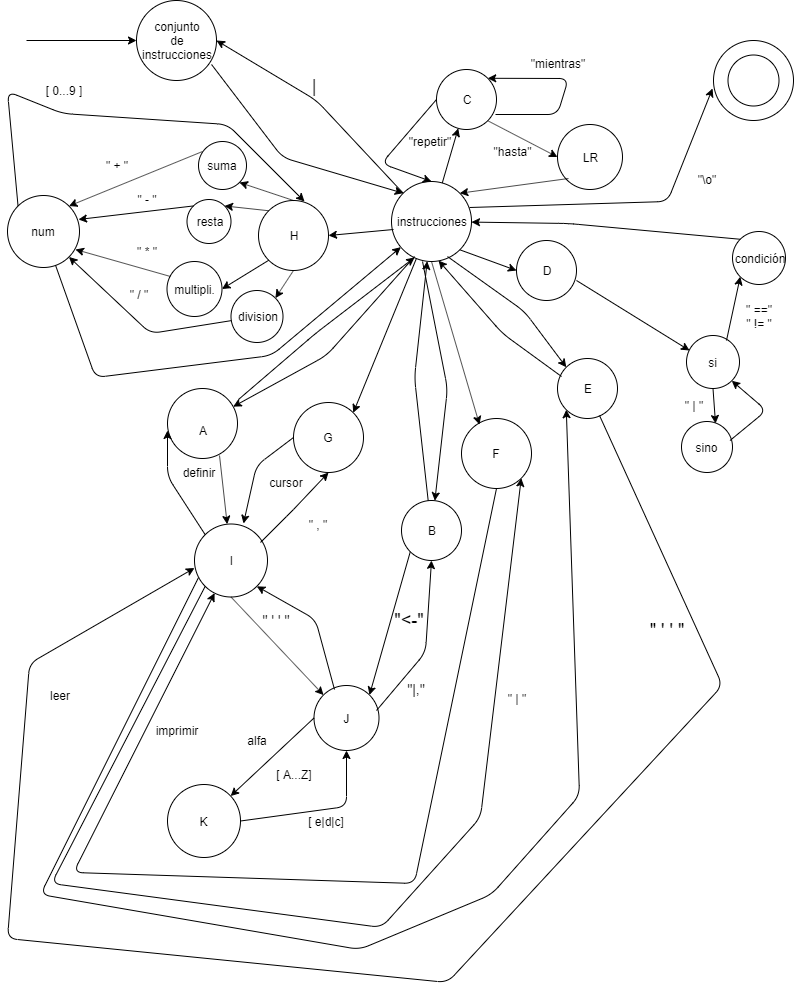 conjunto
de
instrucciones
|
"mientras"
[ 0...9 ]
C
"repetir"
"hasta"
LR
" + "
suma
"\o"
" - "
resta
instrucciones
num
H
" * "
condición
D
multipli.
" / "
division
" =="
" != "
si
E
" | "
A
G
sino
F
definir
cursor
" , "
B
I
" ' ' "
"<-"
" ' ' "
leer
"|,"
" | "
J
imprimir
alfa
[ A...Z]
K
[ e|d|c]